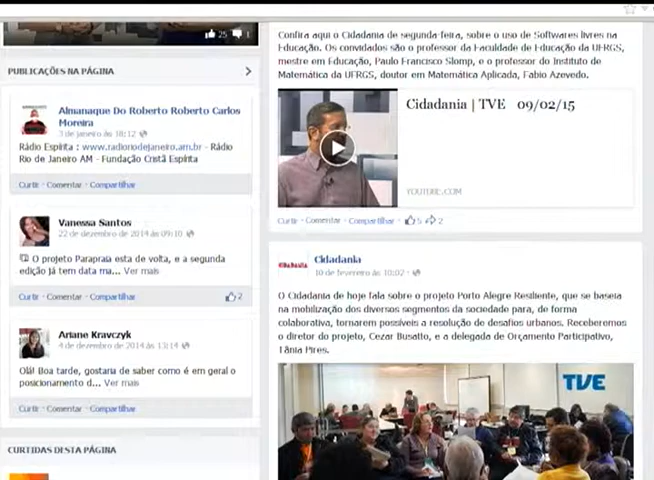 25 1
PUBLICAÇÕES NA PÁGINA
Almanaque Do Roberto Roberto Carlos
Moreira
3 de janeiro às 18:12
Rádio Espírita : www.radioriodejaneiro.am.br - Rádio
Rio de Janeiro AM - Fundação Cristã Espírita
Curtir · Comentar · Compartilhar
Vanessa Santos
22 de dezembro de 2014 às 09:10
O projeto Parapraia esta de volta, e a segunda
edição já tem data ma... Ver mais
Curtir · Comentar · Compartilhar 2
Ariane Kravczyk
4 de dezembro de 2014 às 13:14
Olá! Boa tarde, gostaria de saber como é em geral o
posicionamento d... Ver mais
Curtir · Comentar · Compartilhar
CURTIDAS DESTA PÁGINA
Confira aqui o Cidadania de segunda-feira, sobre o uso de Softwares livres na
Educação. Os convidados são o professor da Faculdade de Educação da UFRGS,
mestre em Educação, Paulo Francisco Slomp, e o professor do Instituto de
Matemática da UFRGS, doutor em Matemática Aplicada, Fabio Azevedo.
Cidadania | TVE 09/02/15
YOUTUBE.COM
Curtir · Comentar · Compartilhar 5 2
Cidadania
Cidadania
10 de fevereiro às 10:02
O Cidadania de hoje fala sobre o projeto Porto Alegre Resiliente, que se baseia
na mobilização dos diversos segmentos da sociedade para, de forma
colaborativa, tornarem possíveis a resolução de desafios urbanos. Receberemos
o diretor do projeto, Cezar Busatto, e a delegada de Orçamento Participativo,
Tânia Pires.
TVE